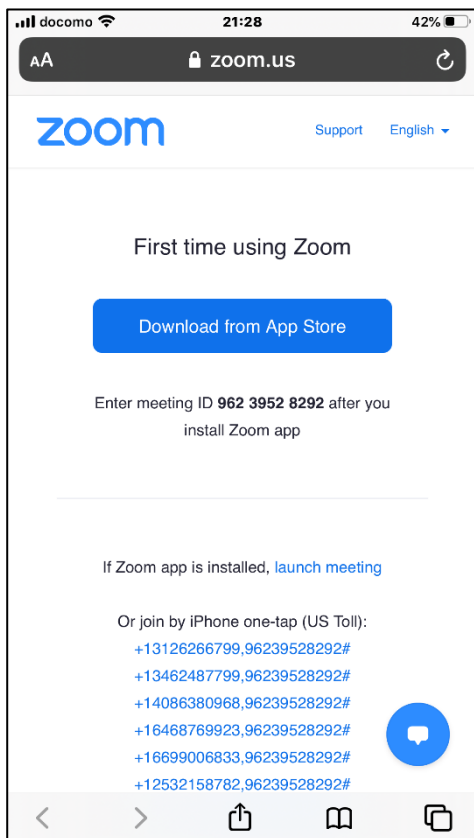 docomo 21:28 42%
AA zoom.us
zoom Support English
First time using Zoom
Download from App Store
Enter meeting ID 962 3952 8292 after you
install Zoom app
If Zoom app is installed, launch meeting
Or join by iPhone one-tap (US Toll):
+13126266799,96239528292#
+13462487799,96239528292#
+14086380968,96239528292#
+16468769923,96239528292#
+16699006833,96239528292#
+12532158782,96239528292#